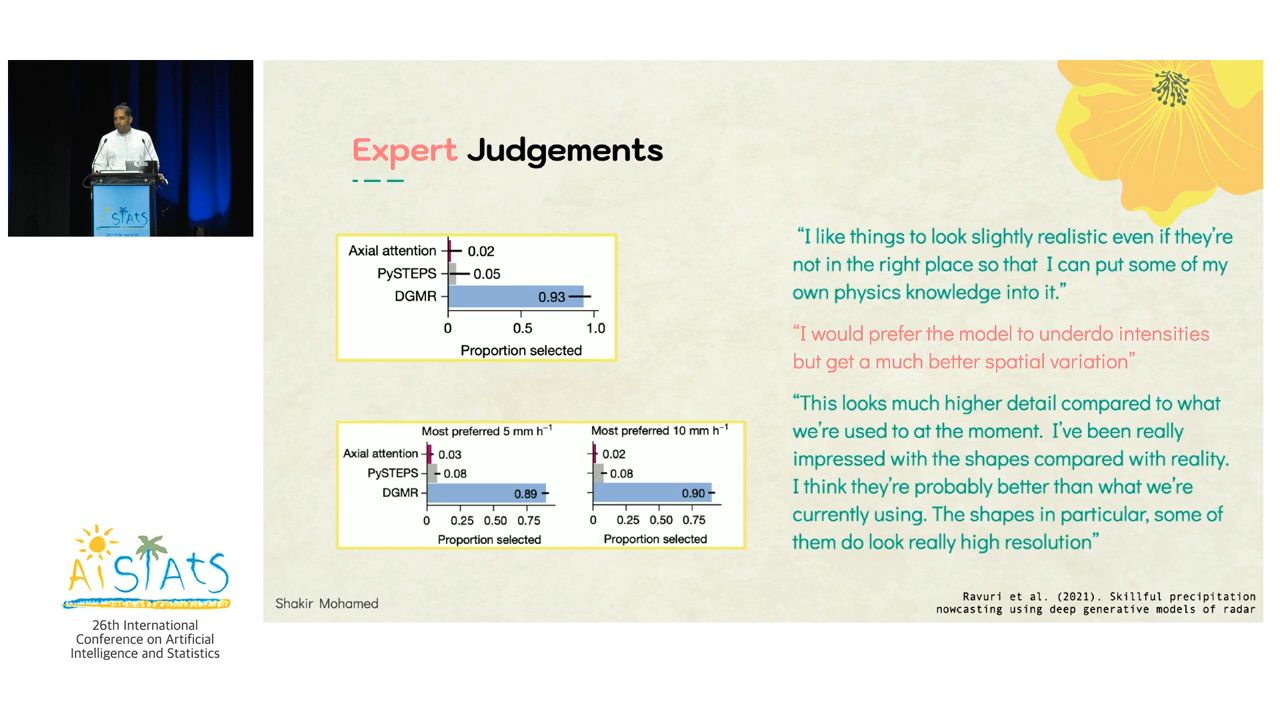 Expert Judgements
Axial attention
0.02
PySTEPS
0.05
DGMR
0.93
0 0.5 1.0
Proportion selected
Most preferred 5 mm h⁻¹
Axial attention
0.03
PySTEPS
0.08
DGMR
0.89
0 0.25 0.50 0.75
Proportion selected
Most preferred 10 mm h⁻¹
0.02
0.08
0.90
0 0.25 0.50 0.75
Proportion selected
“I like things to look slightly realistic even if they’re
not in the right place so that I can put some of my
own physics knowledge into it.”
“I would prefer the model to underdo intensities
but get a much better spatial variation”
“This looks much higher detail compared to what
we’re used to at the moment. I’ve been really
impressed with the shapes compared with reality.
I think they’re probably better than what we’re
currently using. The shapes in particular, some of
them do look really high resolution”
Shakir Mohamed
Ravuri et al. (2021). Skillful precipitation
nowcasting using deep generative models of radar
AiSTATS
AiSTATS
26th International
Conference on Artificial
Intelligence and Statistics